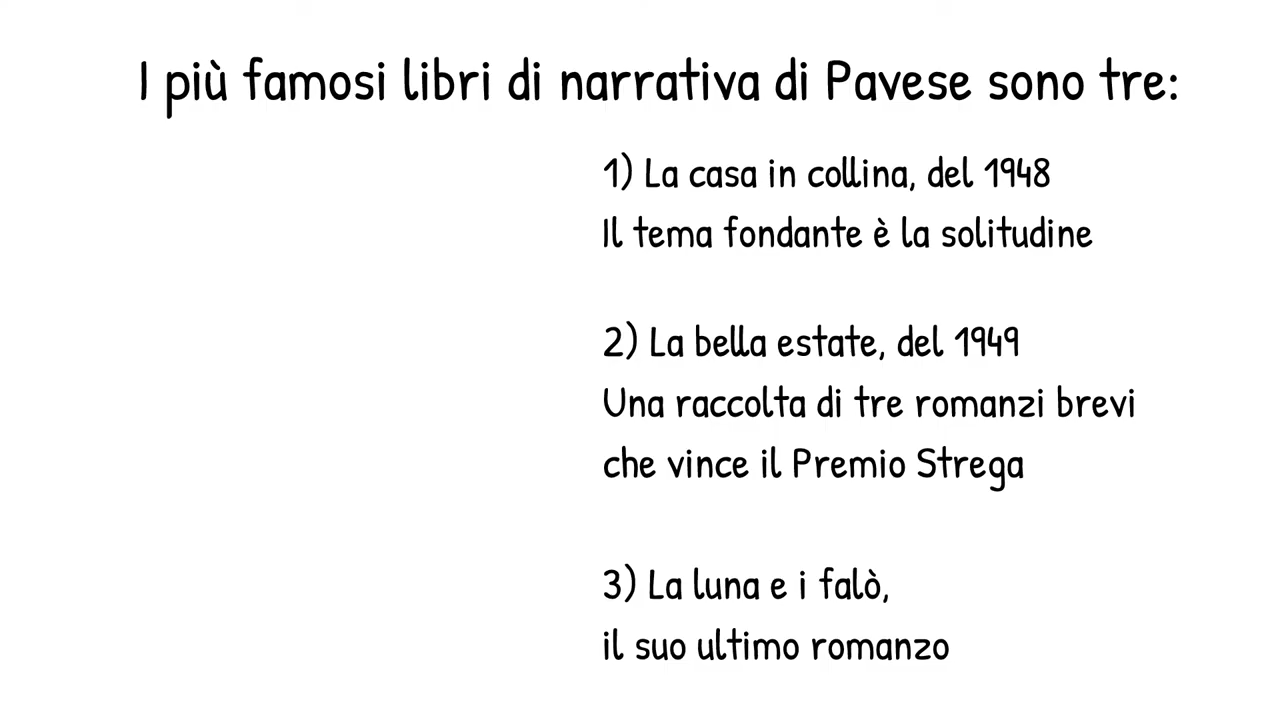 I più famosi libri di narrativa di Pavese sono tre:
1) La casa in collina, del 1948
Il tema fondante è la solitudine
2) La bella estate, del 1949
Una raccolta di tre romanzi brevi
che vince il Premio Strega
3) La luna e i falò,
il suo ultimo romanzo